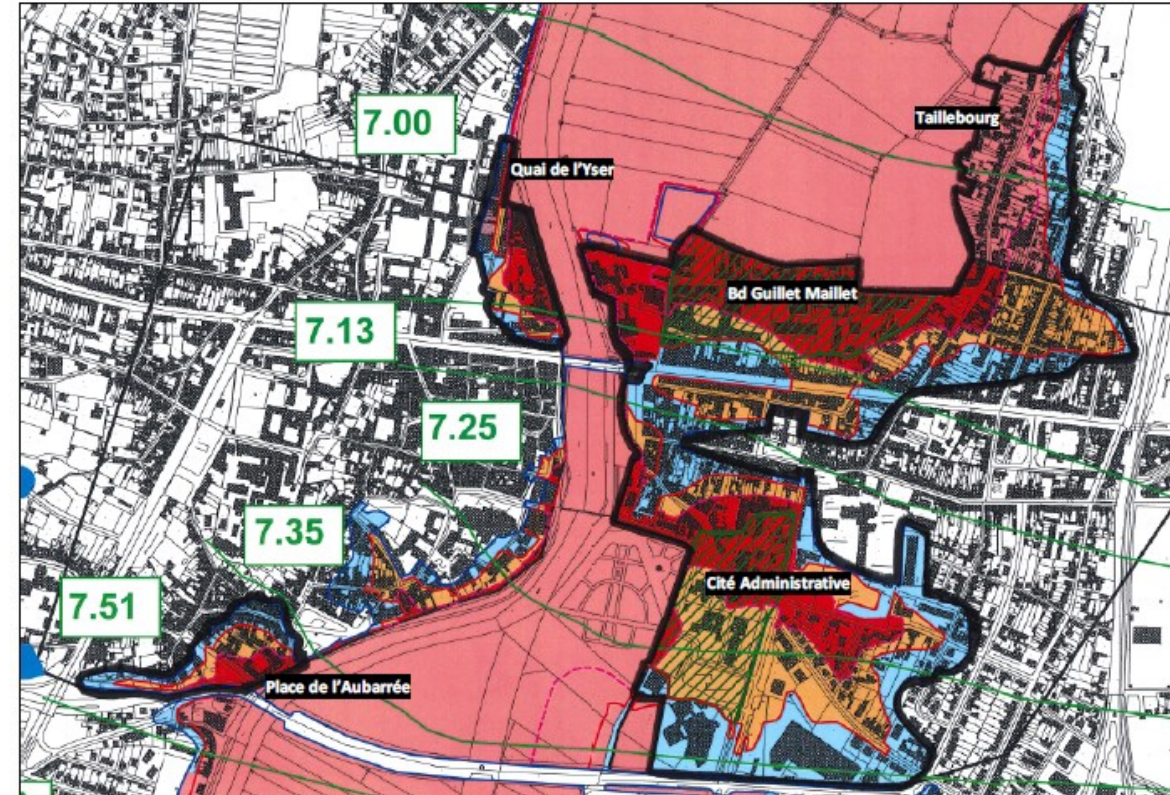 7.00
Taillebourg
Quai de l'Yser
Bd Guillet Maillet
7.13
7.25
7.35
Cité Administrative
7.51
Place de l'Aubarrée